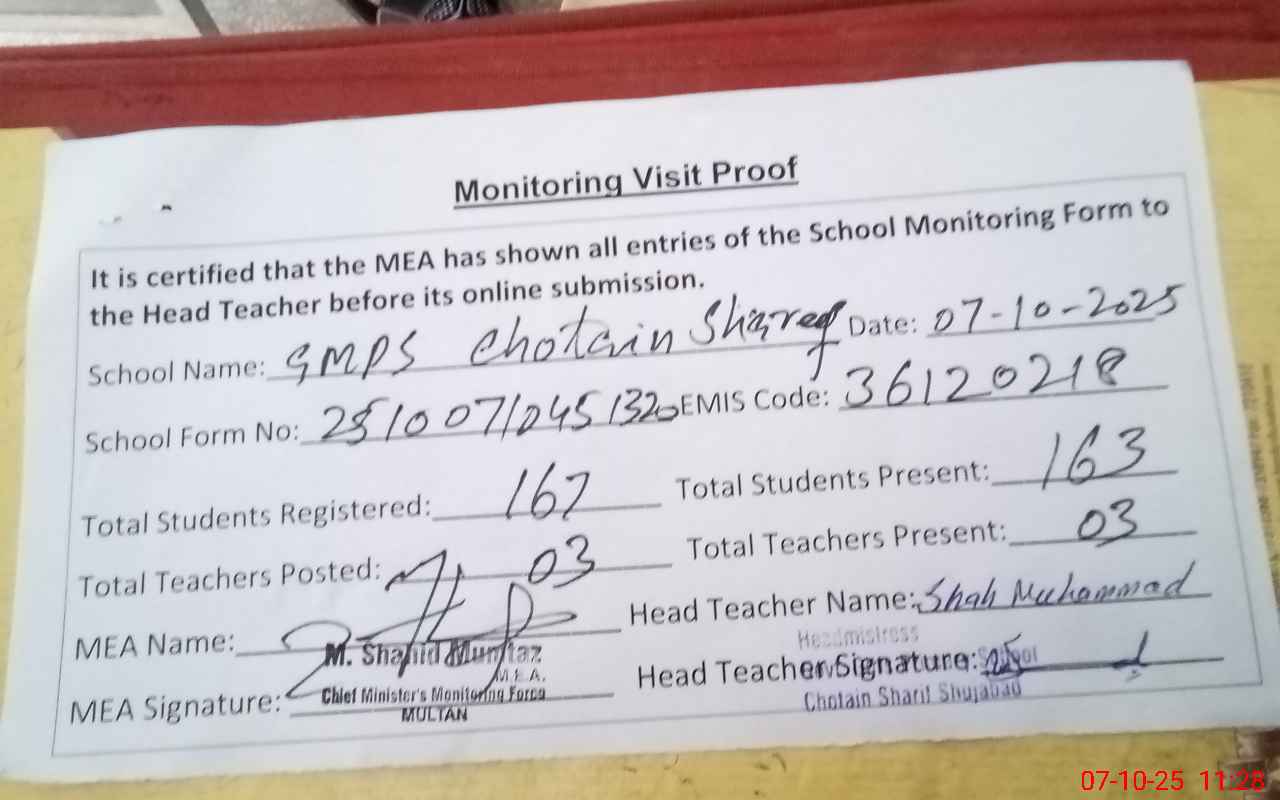 Monitoring Visit Proof
It is certified that the MEA has shown all entries of the School Monitoring Form to
the Head Teacher before its online submission.
School Name: GMPS Chotain Shareef Date: 07-10-2025
School Form No: 25100710451320 EMIS Code: 36120218
Total Students Registered: 167 Total Students Present: 163
Total Teachers Posted: 03 Total Teachers Present: 03
MEA Name: Head Teacher Name: Shah Muhammad
M. Shahid Mumtaz
M.E.A.
Chief Minister's Monitoring Force
MULTAN
MEA Signature: Head Teacher Signature:
Headmistress
Chotain Sharif Shujabad
07-10-25 11:28